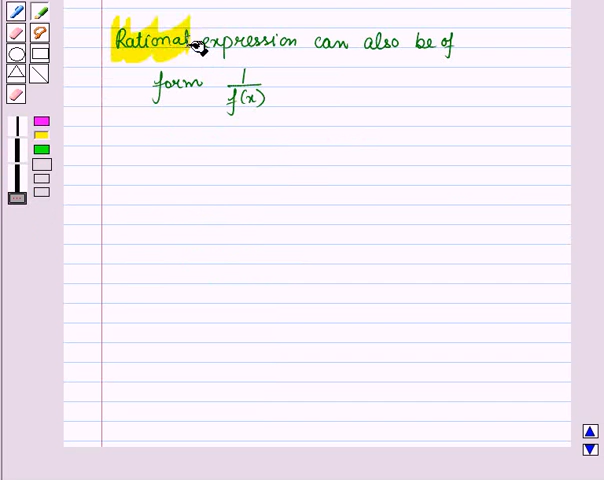 Rational expression can also be of
form 1/f(x)